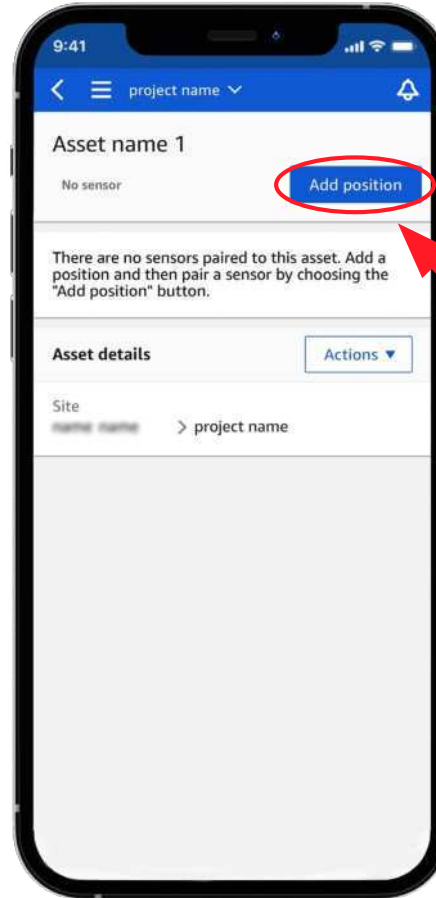 9:41
project name
Asset name 1
No sensor
Add position
There are no sensors paired to this asset. Add a
position and then pair a sensor by choosing the
"Add position" button.
Asset details
Actions
Site
> project name